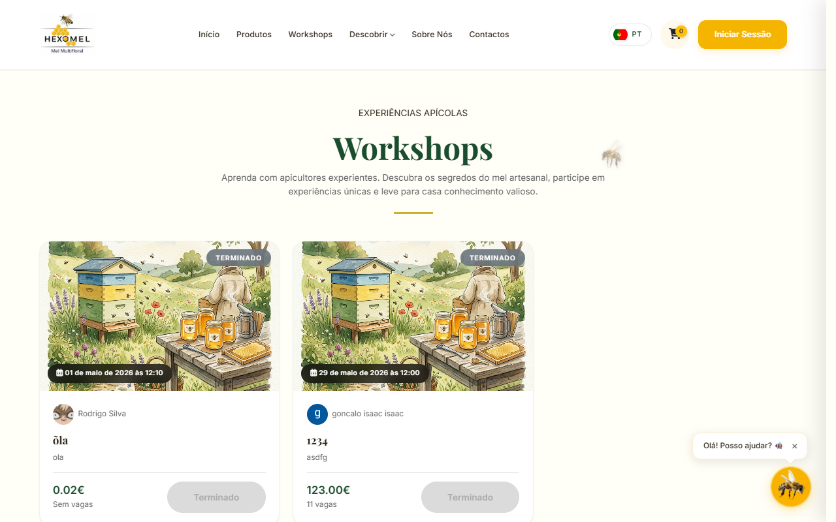 HEXOMEL
Mel Multifloral
Início
Produtos
Workshops
Descobrir
Sobre Nós
Contactos
PT
0
Iniciar Sessão
EXPERIÊNCIAS APÍCOLAS
Workshops
Aprenda com apicultores experientes. Descubra os segredos do mel artesanal, participe em
experiências únicas e leve para casa conhecimento valioso.
TERMINADO
01 de maio de 2026 às 12:10
Rodrigo Silva
õla
ola
0.02€
Sem vagas
Terminado
TERMINADO
29 de maio de 2026 às 12:00
g
goncalo isaac isaac
1234
asdfg
123.00€
11 vagas
Terminado
Olá! Posso ajudar?
×